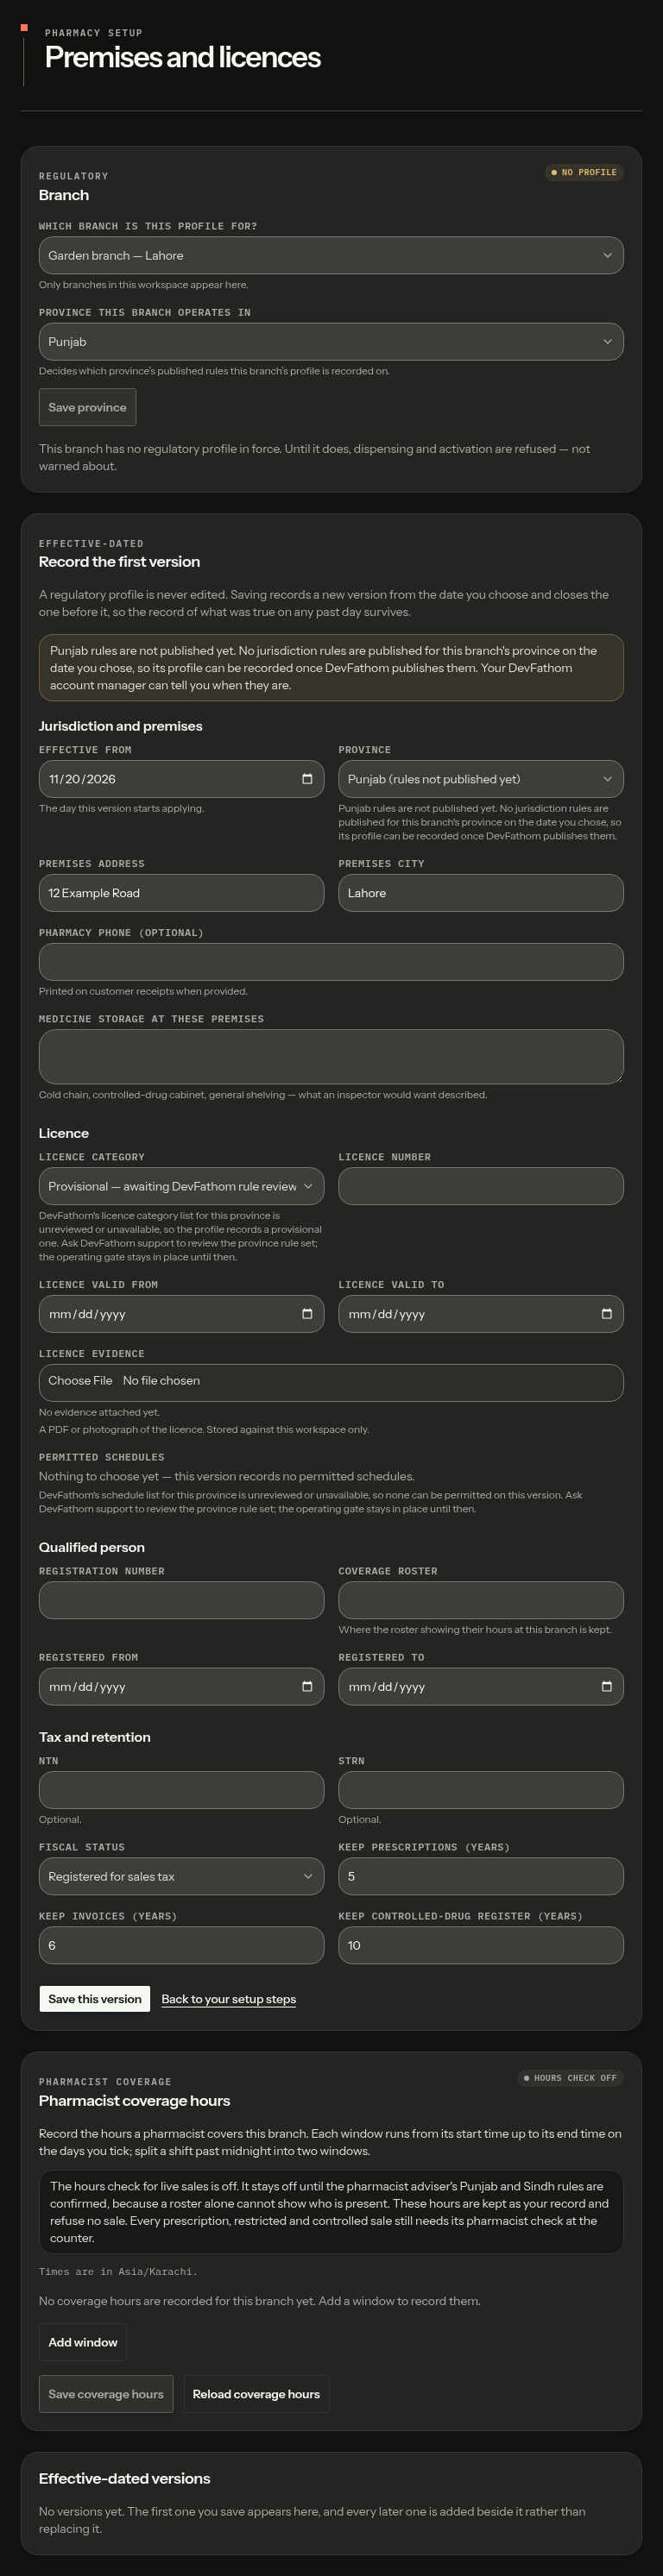 PHARMACY SETUP
Premises and licences
REGULATORY
NO PROFILE
Branch
WHICH BRANCH IS THIS PROFILE FOR?
Garden branch — Lahore
Only branches in this workspace appear here.
PROVINCE THIS BRANCH OPERATES IN
Punjab
Decides which province's published rules this branch's profile is recorded on.
Save province
This branch has no regulatory profile in force. Until it does, dispensing and activation are refused — not
warned about.
EFFECTIVE-DATED
Record the first version
A regulatory profile is never edited. Saving records a new version from the date you choose and closes the
one before it, so the record of what was true on any past day survives.
Punjab rules are not published yet. No jurisdiction rules are published for this branch's province on the
date you chose, so its profile can be recorded once DevFathom publishes them. Your DevFathom
account manager can tell you when they are.
Jurisdiction and premises
EFFECTIVE FROM
PROVINCE
11/20/2026
Punjab (rules not published yet)
The day this version starts applying.
Punjab rules are not published yet. No jurisdiction rules are
published for this branch's province on the date you chose, so
its profile can be recorded once DevFathom publishes them.
PREMISES ADDRESS
PREMISES CITY
12 Example Road
Lahore
PHARMACY PHONE (OPTIONAL)
Printed on customer receipts when provided.
MEDICINE STORAGE AT THESE PREMISES
Cold chain, controlled-drug cabinet, general shelving — what an inspector would want described.
Licence
LICENCE CATEGORY
LICENCE NUMBER
Provisional — awaiting DevFathom rule review
DevFathom's licence category list for this province is
unreviewed or unavailable, so the profile records a provisional
one. Ask DevFathom support to review the province rule set;
the operating gate stays in place until then.
LICENCE VALID FROM
LICENCE VALID TO
mm/dd/yyyy
mm/dd/yyyy
LICENCE EVIDENCE
Choose File No file chosen
No evidence attached yet.
A PDF or photograph of the licence. Stored against this workspace only.
PERMITTED SCHEDULES
Nothing to choose yet — this version records no permitted schedules.
DevFathom's schedule list for this province is unreviewed or unavailable, so none can be permitted on this version. Ask
DevFathom support to review the province rule set; the operating gate stays in place until then.
Qualified person
REGISTRATION NUMBER
COVERAGE ROSTER
Where the roster showing their hours at this branch is kept.
REGISTERED FROM
REGISTERED TO
mm/dd/yyyy
mm/dd/yyyy
Tax and retention
NTN
STRN
Optional.
Optional.
FISCAL STATUS
KEEP PRESCRIPTIONS (YEARS)
Registered for sales tax
5
KEEP INVOICES (YEARS)
KEEP CONTROLLED-DRUG REGISTER (YEARS)
6
10
Save this version
Back to your setup steps
PHARMACIST COVERAGE
HOURS CHECK OFF
Pharmacist coverage hours
Record the hours a pharmacist covers this branch. Each window runs from its start time up to its end time on
the days you tick; split a shift past midnight into two windows.
The hours check for live sales is off. It stays off until the pharmacist adviser's Punjab and Sindh rules are
confirmed, because a roster alone cannot show who is present. These hours are kept as your record and
refuse no sale. Every prescription, restricted and controlled sale still needs its pharmacist check at the
counter.
Times are in Asia/Karachi.
No coverage hours are recorded for this branch yet. Add a window to record them.
Add window
Save coverage hours
Reload coverage hours
Effective-dated versions
No versions yet. The first one you save appears here, and every later one is added beside it rather than
replacing it.